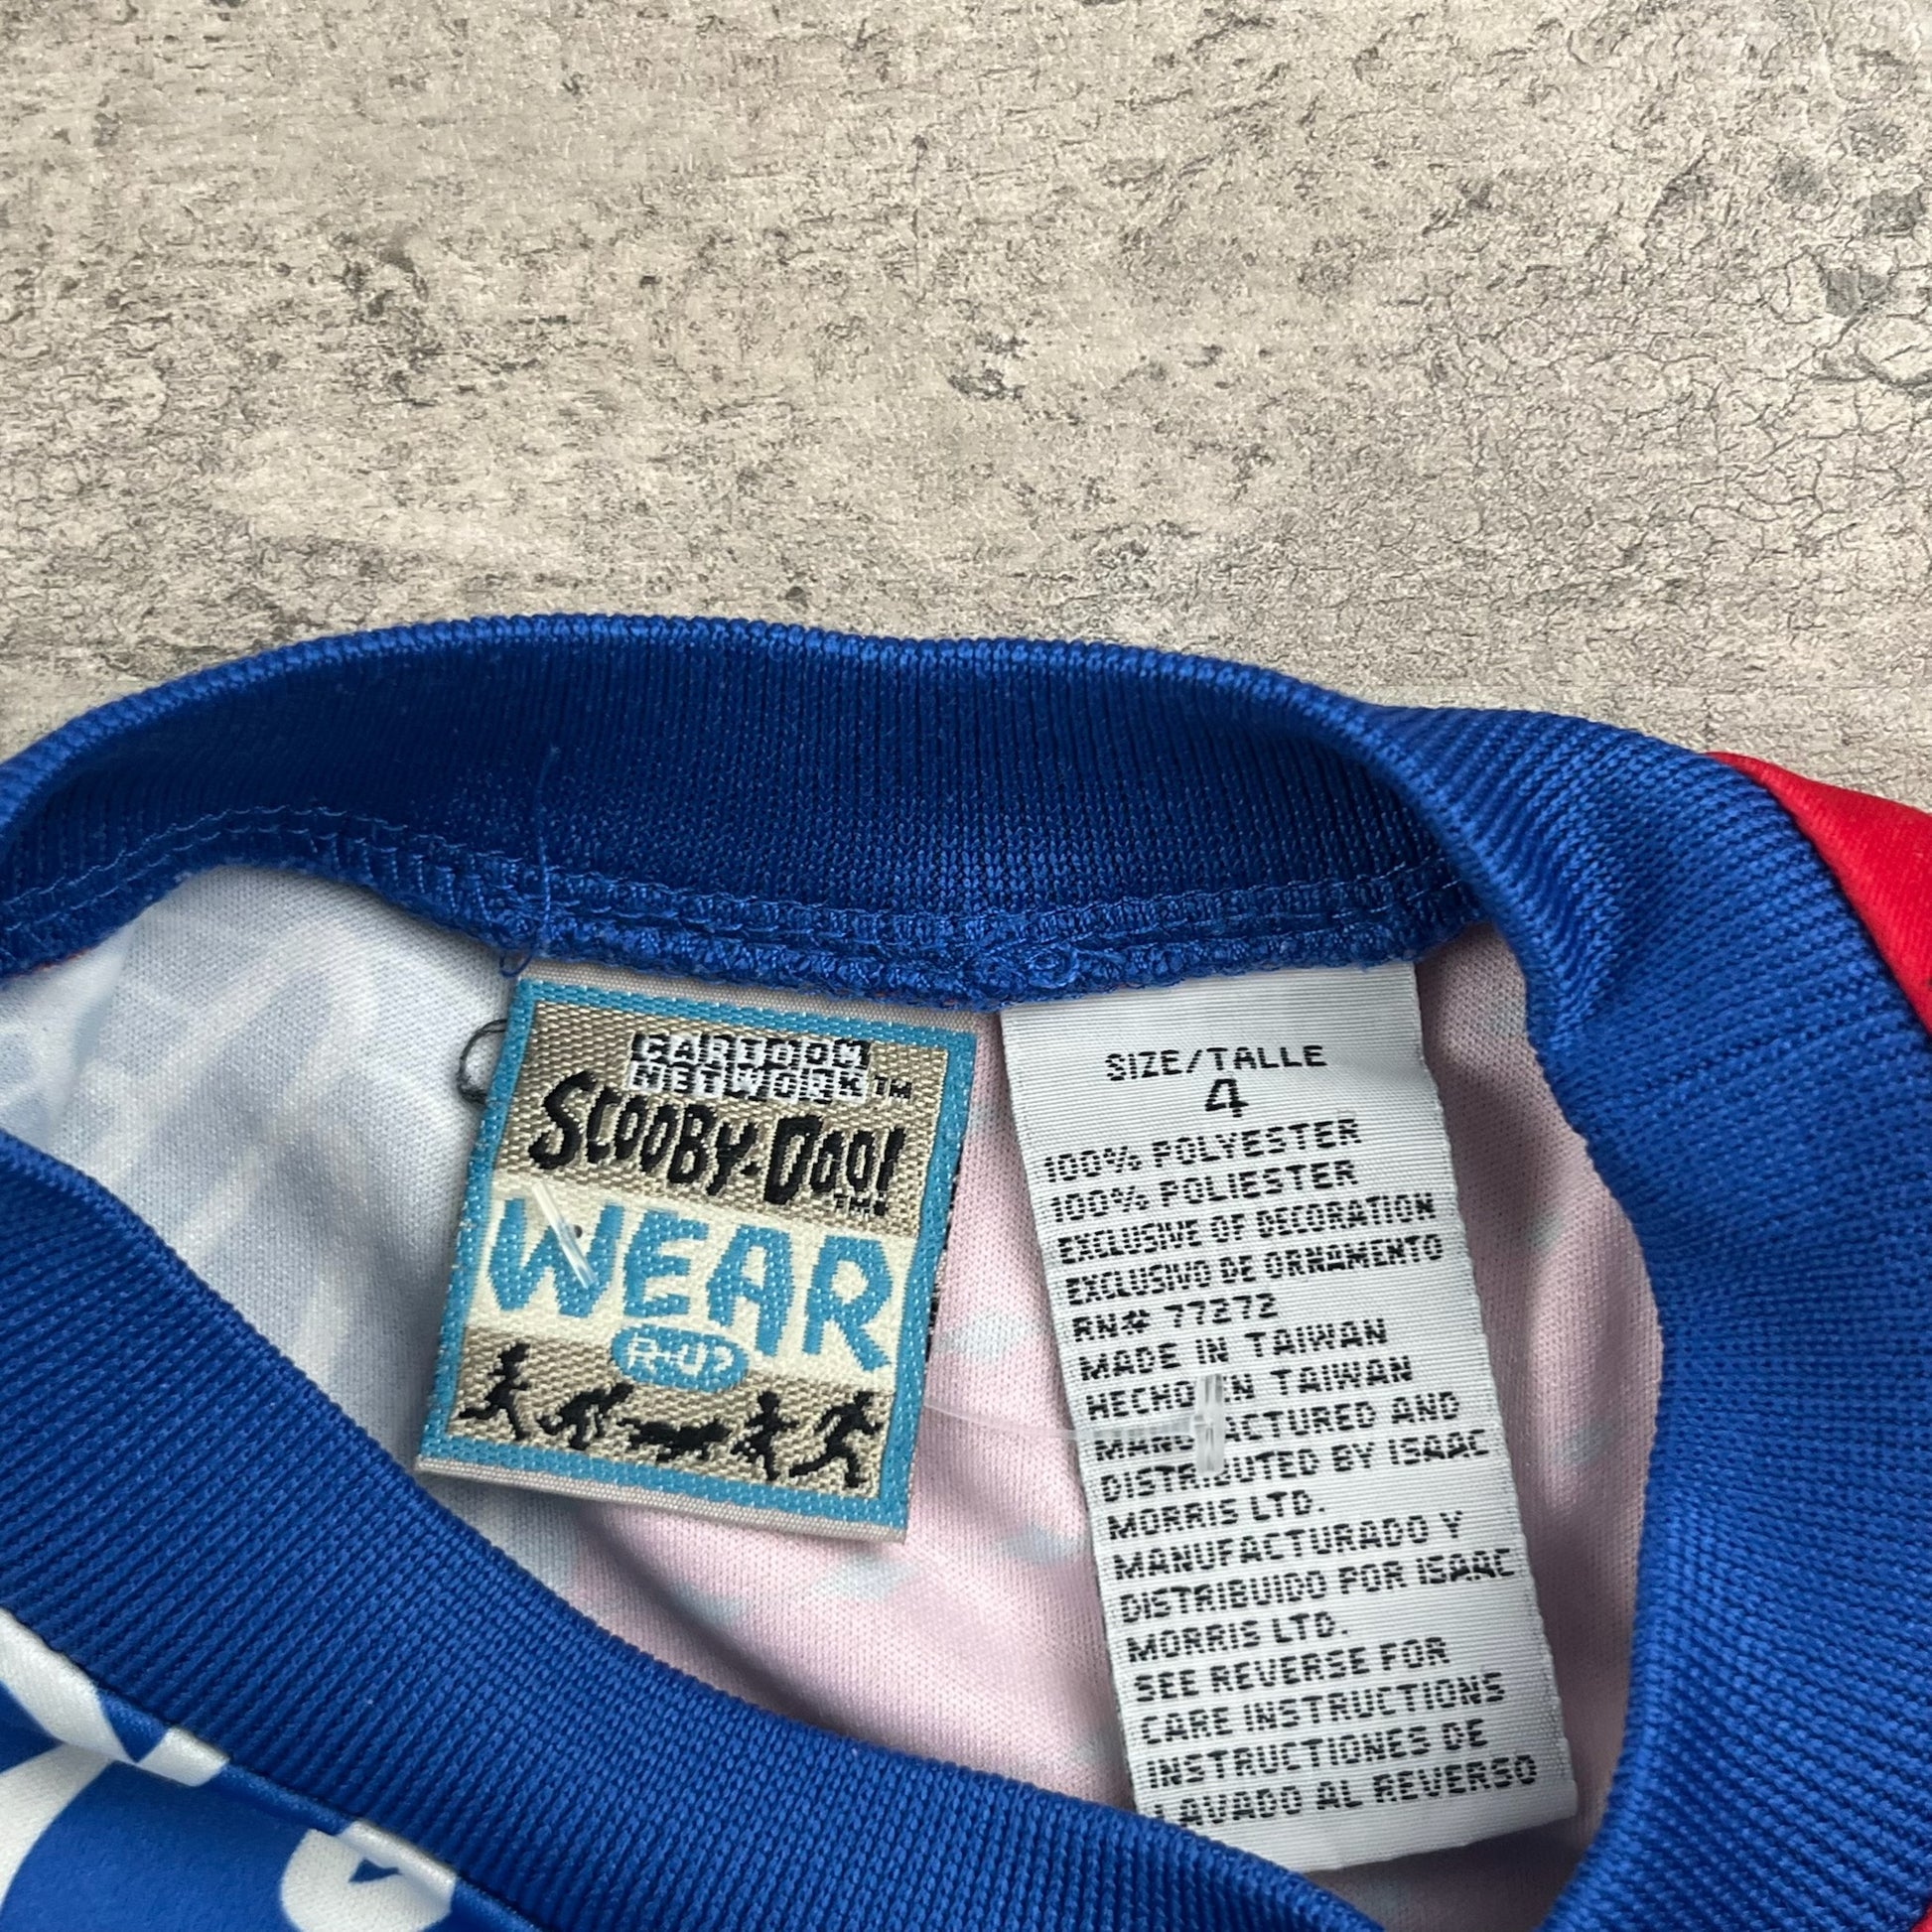 CARTOON
NETWORK™
SCOOBY-DOO!
TM
WEAR
R-U?
SIZE/TALLE
4
100% POLYESTER
100% POLIESTER
EXCLUSIVE OF DECORATION
EXCLUSIVO DE ORNAMENTO
RN# 77272
MADE IN TAIWAN
HECHO EN TAIWAN
MANUFACTURED AND
DISTRIBUTED BY ISAAC
MORRIS LTD.
MANUFACTURADO Y
DISTRIBUIDO POR ISAAC
MORRIS LTD.
SEE REVERSE FOR
CARE INSTRUCTIONS
INSTRUCTIONES DE
LAVADO AL REVERSO